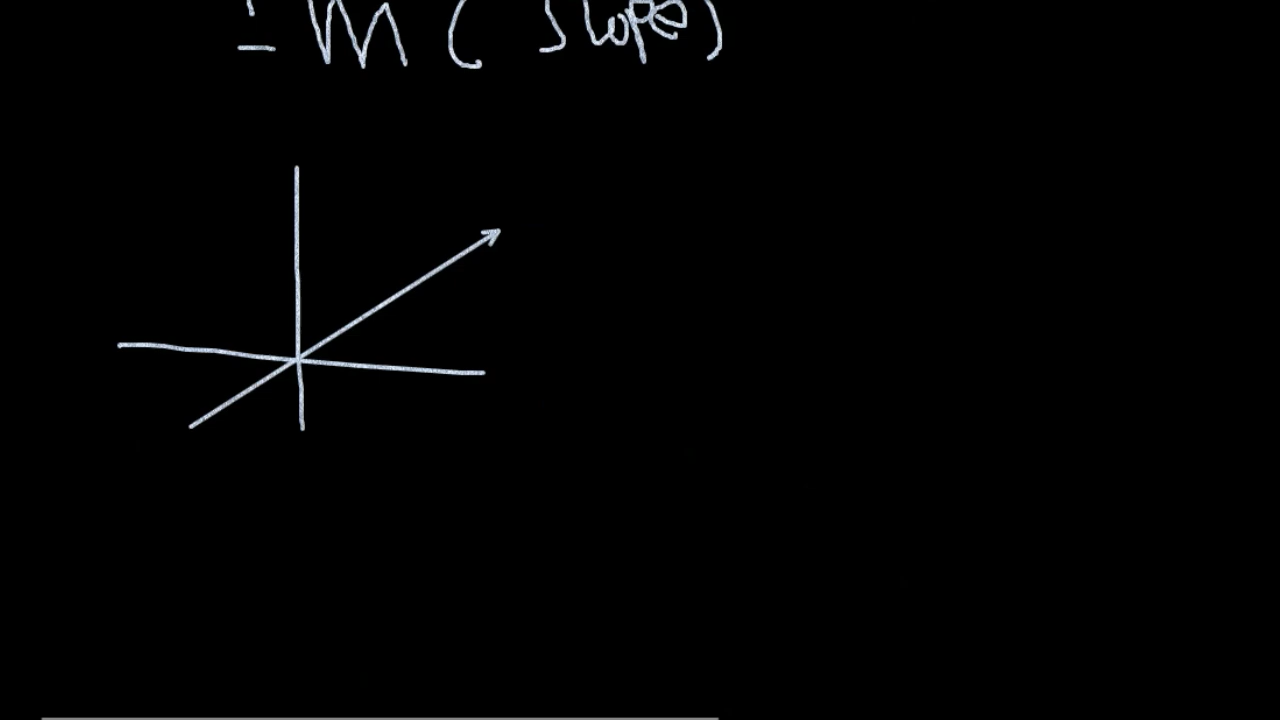 = m (slope)